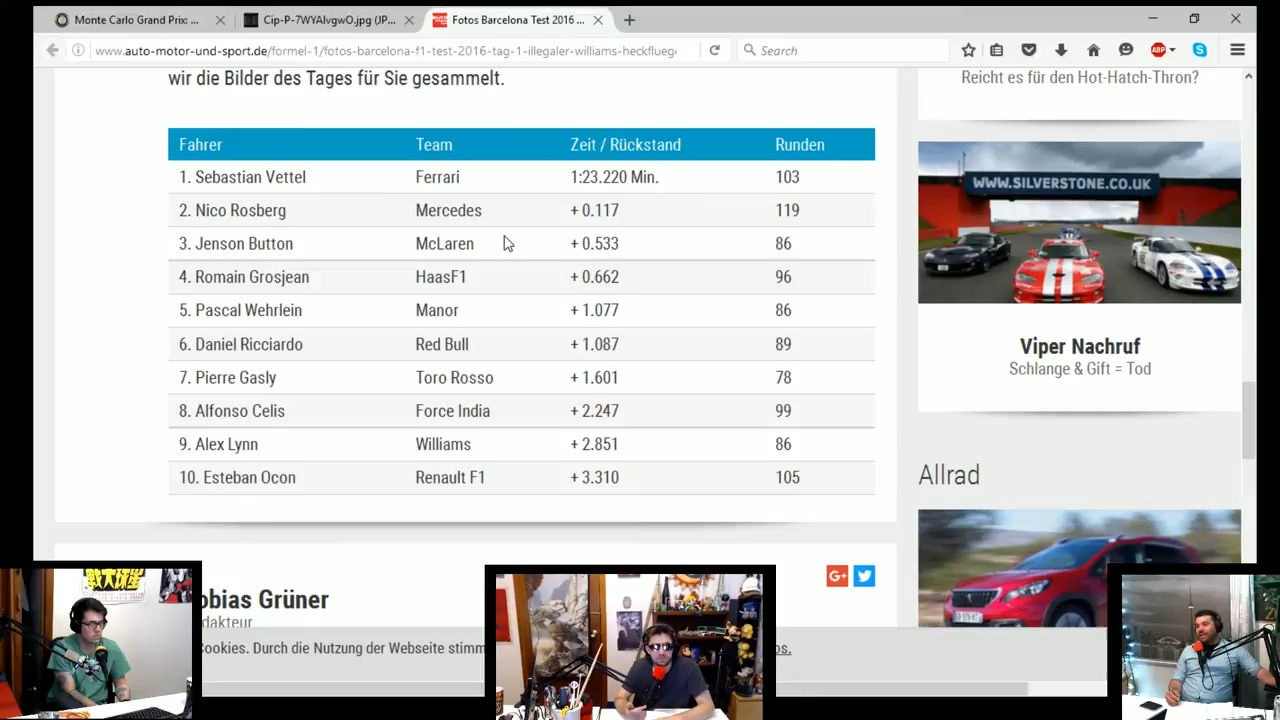 Monte Carlo Grand Prix: ...
Cip-P-7WYAIvgwO.jpg (JP...
Fotos Barcelona Test 2016 ...
www.auto-motor-und-sport.de/formel-1/fotos-barcelona-f1-test-2016-tag-1-illegaler-williams-heckfluege
Search
ABP
wir die Bilder des Tages für Sie gesammelt.
Fahrer Team Zeit / Rückstand Runden
1. Sebastian Vettel Ferrari 1:23.220 Min. 103
2. Nico Rosberg Mercedes + 0.117 119
3. Jenson Button McLaren + 0.533 86
4. Romain Grosjean HaasF1 + 0.662 96
5. Pascal Wehrlein Manor + 1.077 86
6. Daniel Ricciardo Red Bull + 1.087 89
7. Pierre Gasly Toro Rosso + 1.601 78
8. Alfonso Celis Force India + 2.247 99
9. Alex Lynn Williams + 2.851 86
10. Esteban Ocon Renault F1 + 3.310 105
Reicht es für den Hot-Hatch-Thron?
WWW.SILVERSTONE.CO.UK
Viper Nachruf
Schlange & Gift = Tod
Allrad
obias Grüner
dakteur
G+
Cookies. Durch die Nutzung der Webseite stimm
os.